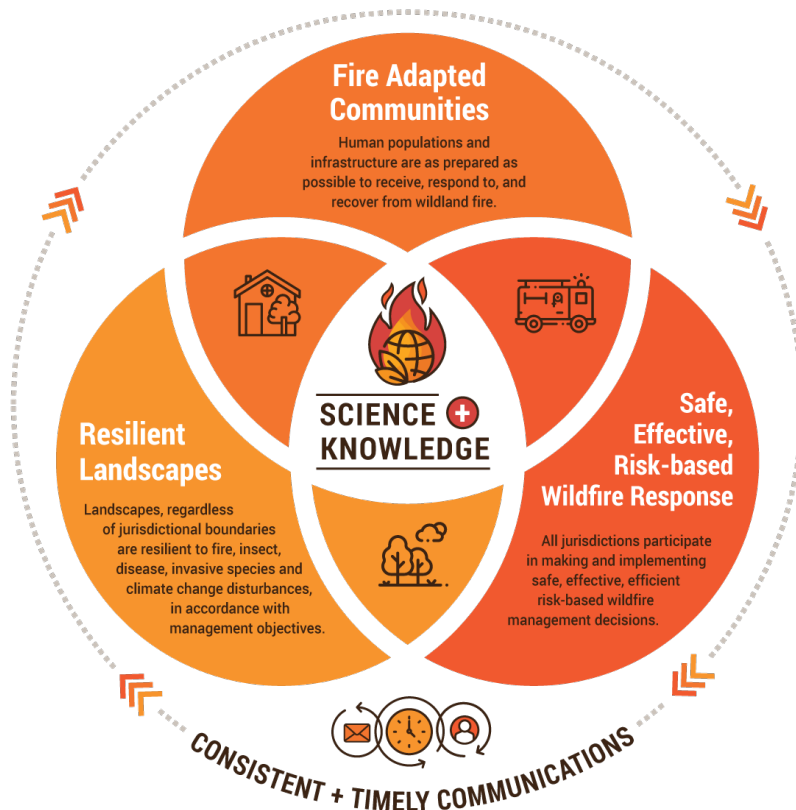 Fire Adapted
Communities
Human populations and
infrastructure are as prepared as
possible to receive, respond to, and
recover from wildland fire.
SCIENCE +
KNOWLEDGE
Resilient
Landscapes
Landscapes, regardless
of jurisdictional boundaries
are resilient to fire, insect,
disease, invasive species and
climate change disturbances,
in accordance with
management objectives.
Safe,
Effective,
Risk-based
Wildfire Response
All jurisdictions participate
in making and implementing
safe, effective, efficient
risk-based wildfire
management decisions.
CONSISTENT + TIMELY COMMUNICATIONS